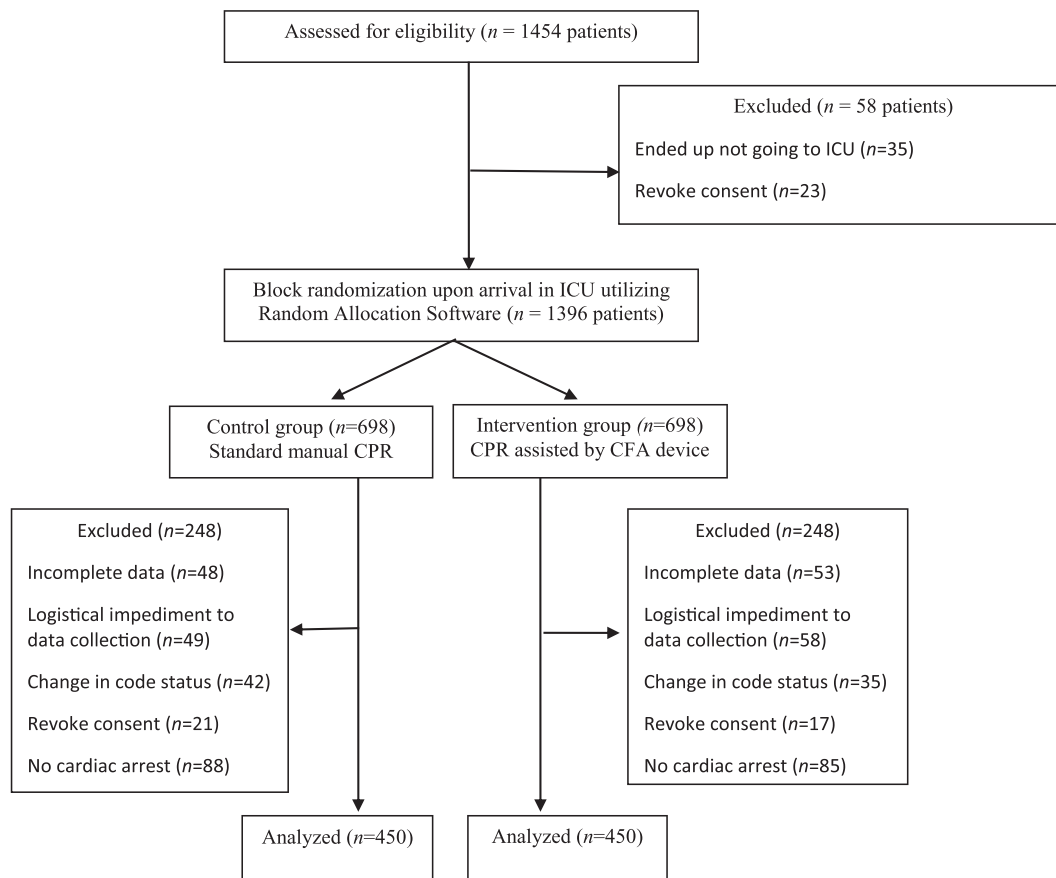 Assessed for eligibility (n = 1454 patients)
Excluded (n = 58 patients)
Ended up not going to ICU (n=35)
Revoke consent (n=23)
Block randomization upon arrival in ICU utilizing
Random Allocation Software (n = 1396 patients)
Control group (n=698)
Standard manual CPR
Intervention group (n=698)
CPR assisted by CFA device
Excluded (n=248)
Incomplete data (n=48)
Logistical impediment to
data collection (n=49)
Change in code status (n=42)
Revoke consent (n=21)
No cardiac arrest (n=88)
Excluded (n=248)
Incomplete data (n=53)
Logistical impediment to
data collection (n=58)
Change in code status (n=35)
Revoke consent (n=17)
No cardiac arrest (n=85)
Analyzed (n=450)
Analyzed (n=450)